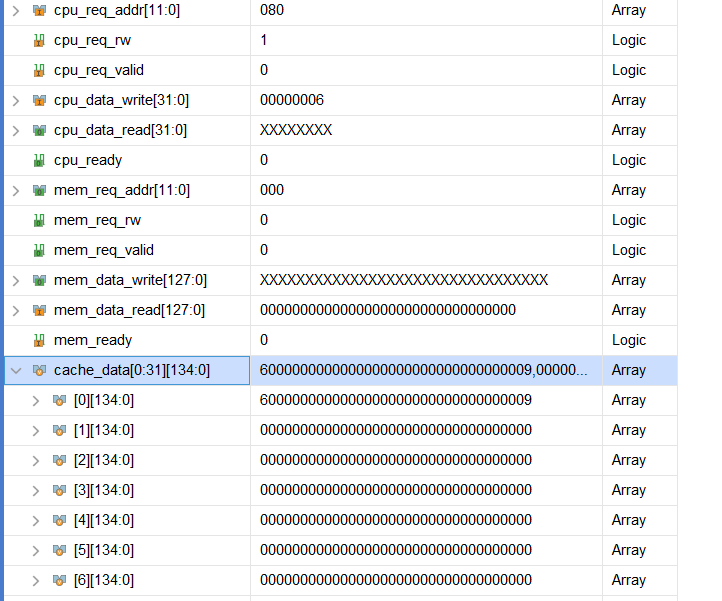 cpu_req_addr[11:0] 080 Array
cpu_req_rw 1 Logic
cpu_req_valid 0 Logic
cpu_data_write[31:0] 00000006 Array
cpu_data_read[31:0] XXXXXXXX Array
cpu_ready 0 Logic
mem_req_addr[11:0] 000 Array
mem_req_rw 0 Logic
mem_req_valid 0 Logic
mem_data_write[127:0] XXXXXXXXXXXXXXXXXXXXXXXXXXXXXXXX Array
mem_data_read[127:0] 00000000000000000000000000000000 Array
mem_ready 0 Logic
cache_data[0:31][134:0] 6000000000000000000000000000000009,00000... Array
[0][134:0] 6000000000000000000000000000000009 Array
[1][134:0] 0000000000000000000000000000000000 Array
[2][134:0] 0000000000000000000000000000000000 Array
[3][134:0] 0000000000000000000000000000000000 Array
[4][134:0] 0000000000000000000000000000000000 Array
[5][134:0] 0000000000000000000000000000000000 Array
[6][134:0] 0000000000000000000000000000000000 Array